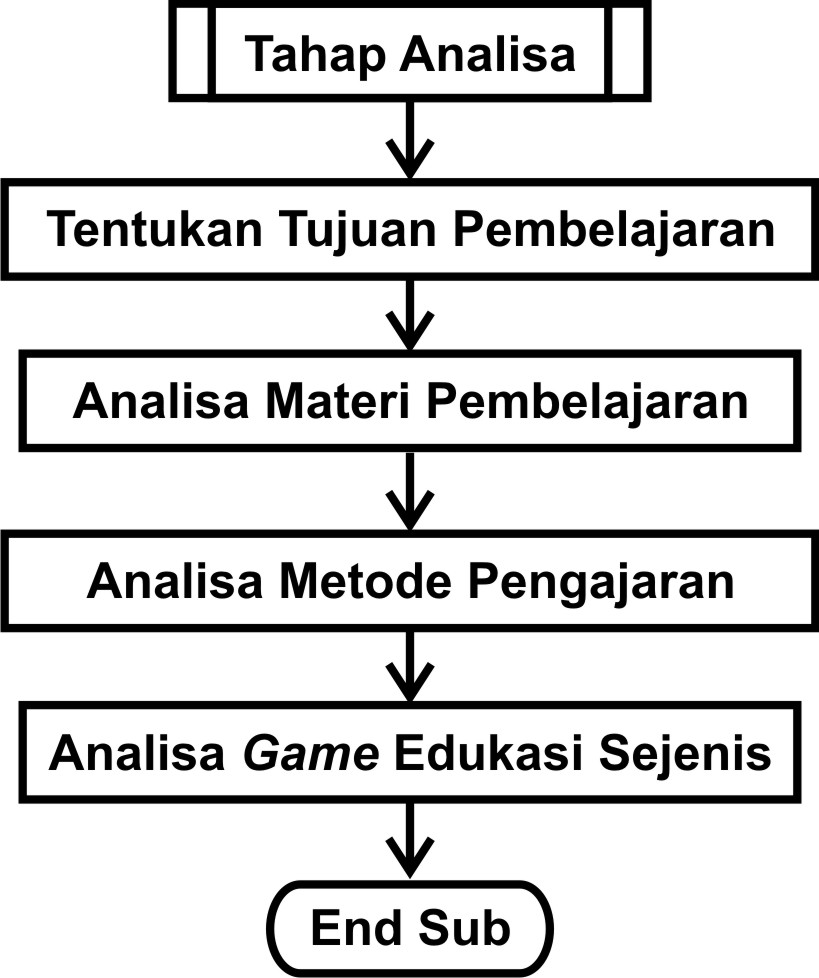 Tahap Analisa
Tentukan Tujuan Pembelajaran
Analisa Materi Pembelajaran
Analisa Metode Pengajaran
Analisa Game Edukasi Sejenis
End Sub